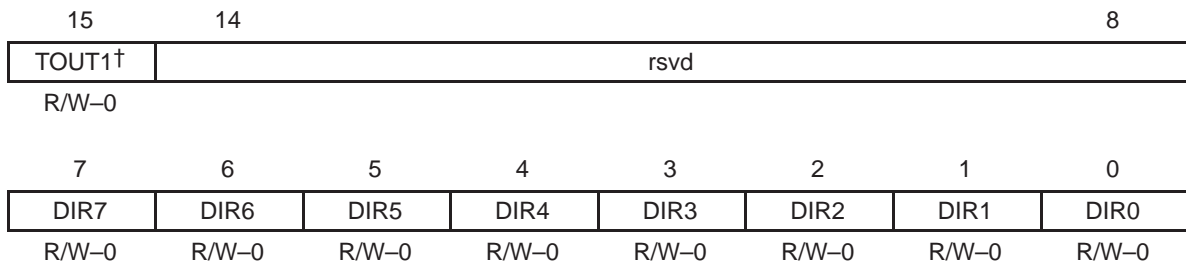 15 14 8
TOUT1† rsvd
R/W–0
7 6 5 4 3 2 1 0
DIR7 DIR6 DIR5 DIR4 DIR3 DIR2 DIR1 DIR0
R/W–0 R/W–0 R/W–0 R/W–0 R/W–0 R/W–0 R/W–0 R/W–0